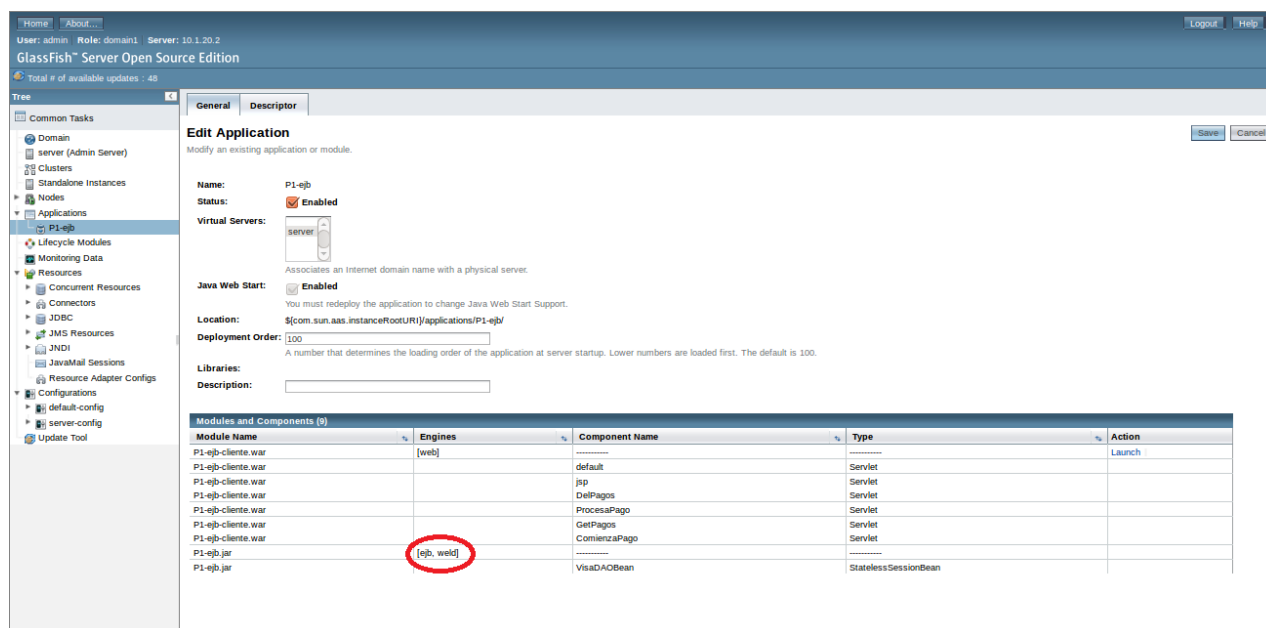 Home About... Logout Help
User: admin Role: domain1 Server: 10.1.20.2
GlassFish™ Server Open Source Edition
Total # of available updates : 48
Tree
Common Tasks
Domain
server (Admin Server)
Clusters
Standalone Instances
Nodes
Applications
P1-ejb
Lifecycle Modules
Monitoring Data
Resources
Concurrent Resources
Connectors
JDBC
JMS Resources
JNDI
JavaMail Sessions
Resource Adapter Configs
Configurations
default-config
server-config
Update Tool
General Descriptor
Edit Application Save Cancel
Modify an existing application or module.
Name: P1-ejb
Status: Enabled
Virtual Servers: server
Associates an Internet domain name with a physical server.
Java Web Start: Enabled
You must redeploy the application to change Java Web Start Support.
Location: ${com.sun.aas.instanceRootURI}/applications/P1-ejb/
Deployment Order: 100
A number that determines the loading order of the application at server startup. Lower numbers are loaded first. The default is 100.
Libraries:
Description:
Modules and Components (9)
Module Name Engines Component Name Type Action
P1-ejb-cliente.war [web] ----------- ----------- Launch
P1-ejb-cliente.war default Servlet
P1-ejb-cliente.war jsp Servlet
P1-ejb-cliente.war DelPagos Servlet
P1-ejb-cliente.war ProcesaPago Servlet
P1-ejb-cliente.war GetPagos Servlet
P1-ejb-cliente.war ComienzaPago Servlet
P1-ejb.jar [ejb, weld] ----------- -----------
P1-ejb.jar VisaDAOBean StatelessSessionBean